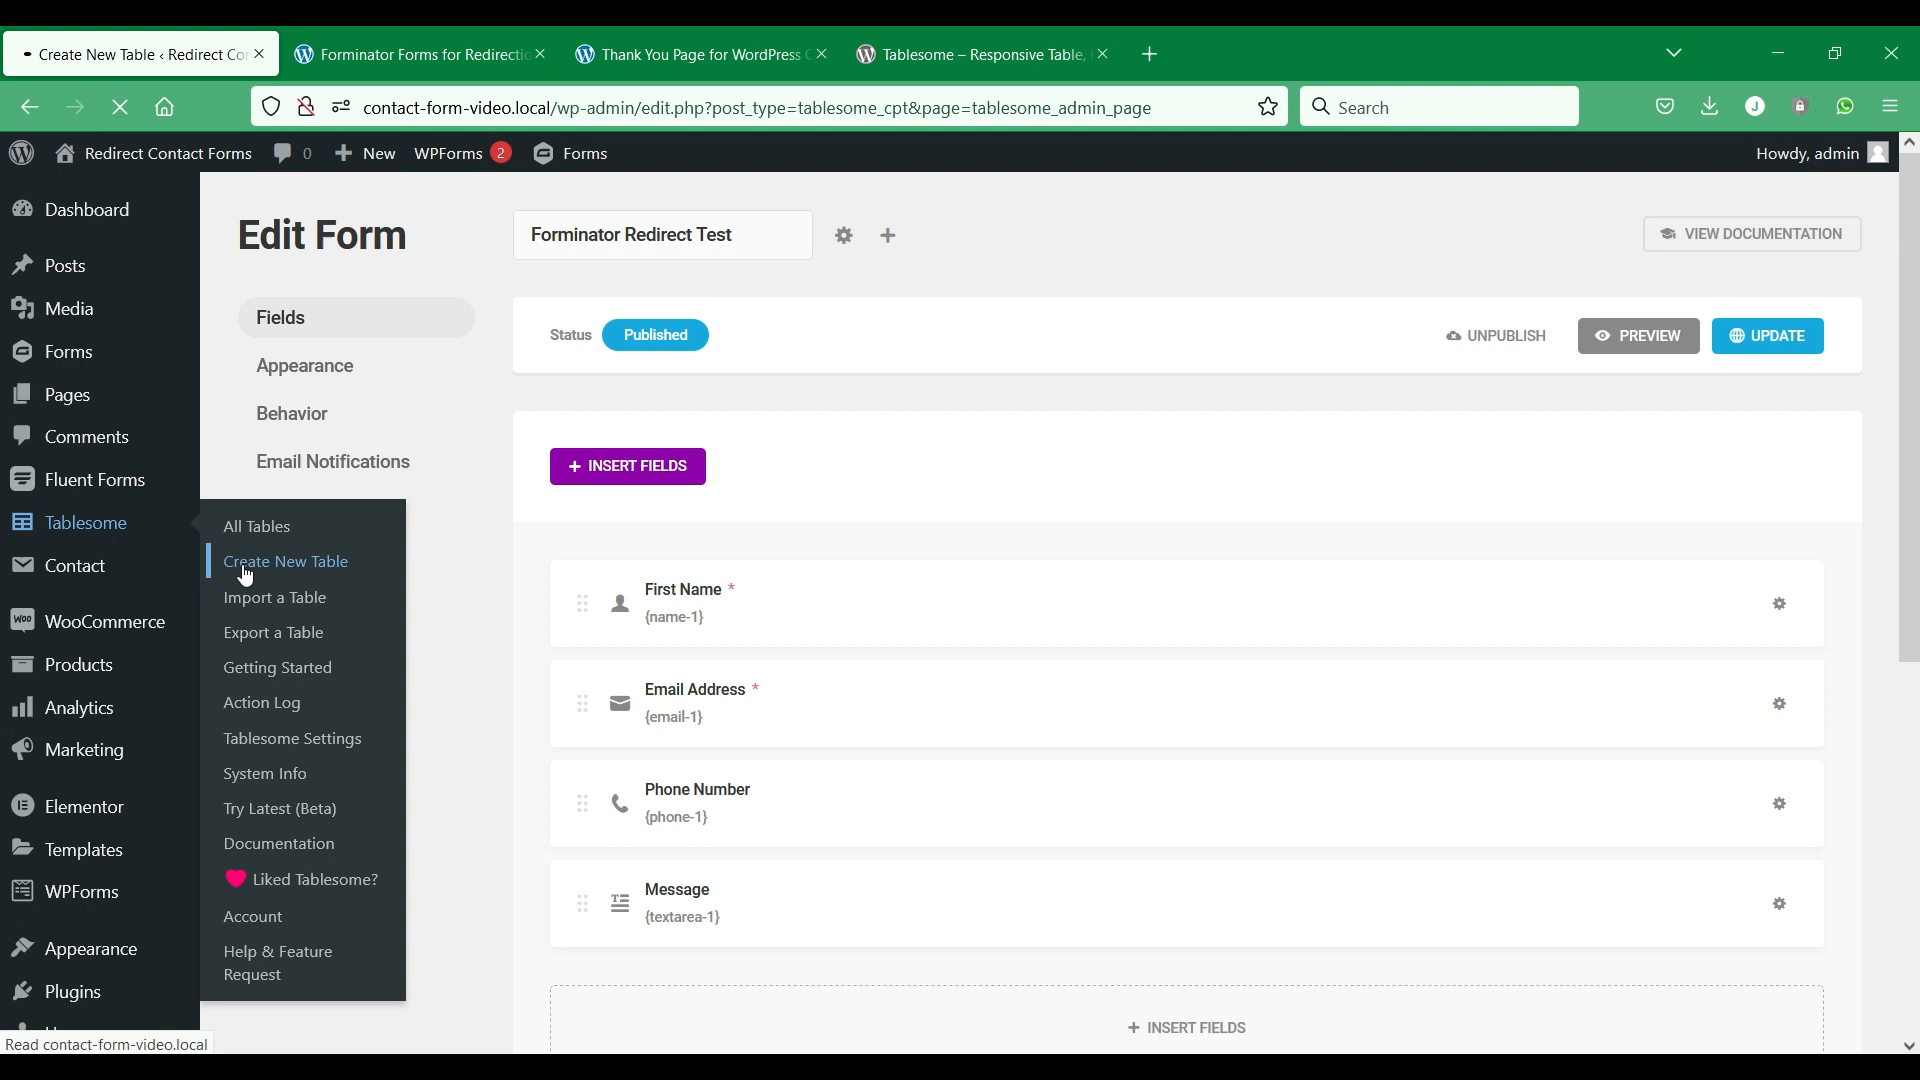 Create New Table ‹ Redirect Cor
Forminator Forms for Redirectic
Thank You Page for WordPress C
Tablesome – Responsive Table,
contact-form-video.local/wp-admin/edit.php?post_type=tablesome_cpt&page=tablesome_admin_page
Search
J
Redirect Contact Forms
0
New
WPForms 2
Forms
Howdy, admin
Dashboard
Posts
Media
Forms
Pages
Comments
Fluent Forms
Tablesome
Contact
WooCommerce
Products
Analytics
Marketing
Elementor
Templates
WPForms
Appearance
Plugins
Read contact-form-video.local
All Tables
Create New Table
Import a Table
Export a Table
Getting Started
Action Log
Tablesome Settings
System Info
Try Latest (Beta)
Documentation
Liked Tablesome?
Account
Help & Feature
Request
Edit Form
Forminator Redirect Test
VIEW DOCUMENTATION
Fields
Appearance
Behavior
Email Notifications
Status Published
UNPUBLISH
PREVIEW
UPDATE
+ INSERT FIELDS
First Name *
{name-1}
Email Address *
{email-1}
Phone Number
{phone-1}
Message
{textarea-1}
+ INSERT FIELDS